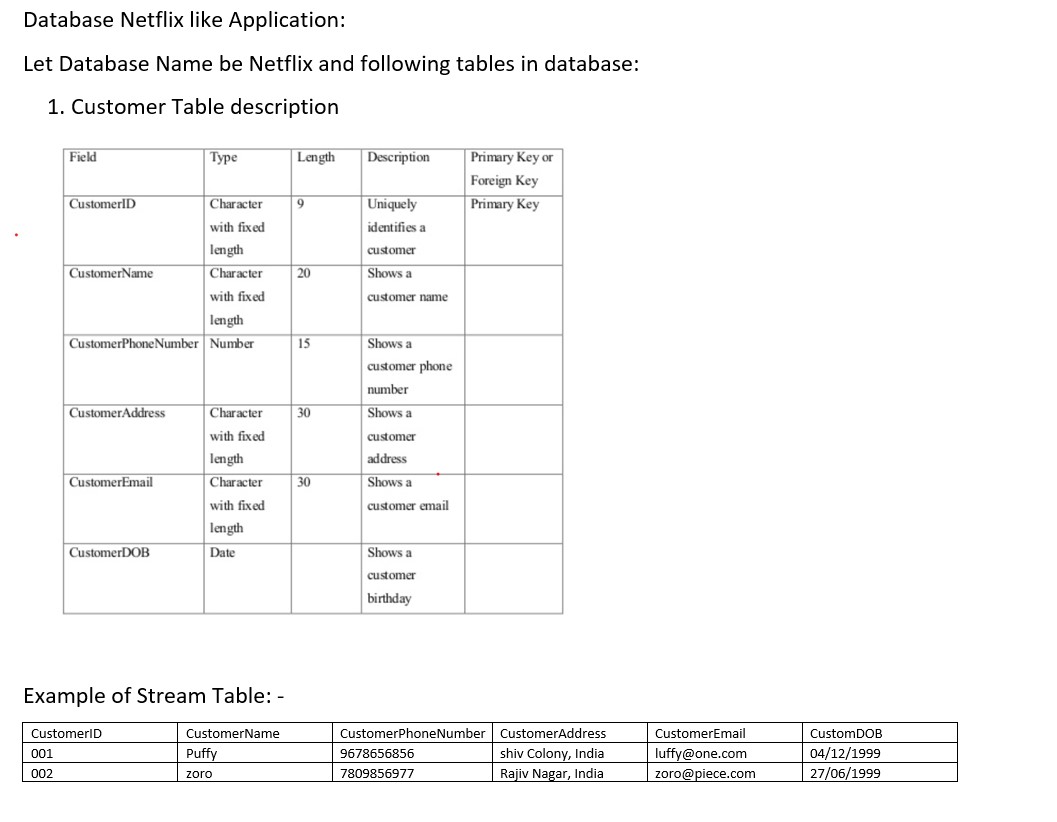 Database Netflix like Application:
Let Database Name be Netflix and following tables in database:
1. Customer Table description
Field Type Length Description Primary Key or
Foreign Key
CustomerID Character 9 Uniquely Primary Key
with fixed identifies a
length customer
CustomerName Character 20 Shows a
with fixed customer name
length
CustomerPhoneNumber Number 15 Shows a
customer phone
number
CustomerAddress Character 30 Shows a
with fixed customer
length address
CustomerEmail Character 30 Shows a
with fixed customer email
length
CustomerDOB Date Shows a
customer
birthday
Example of Stream Table: -
CustomerID CustomerName CustomerPhoneNumber CustomerAddress CustomerEmail CustomDOB
001 Puffy 9678656856 shiv Colony, India luffy@one.com 04/12/1999
002 zoro 7809856977 Rajiv Nagar, India zoro@piece.com 27/06/1999